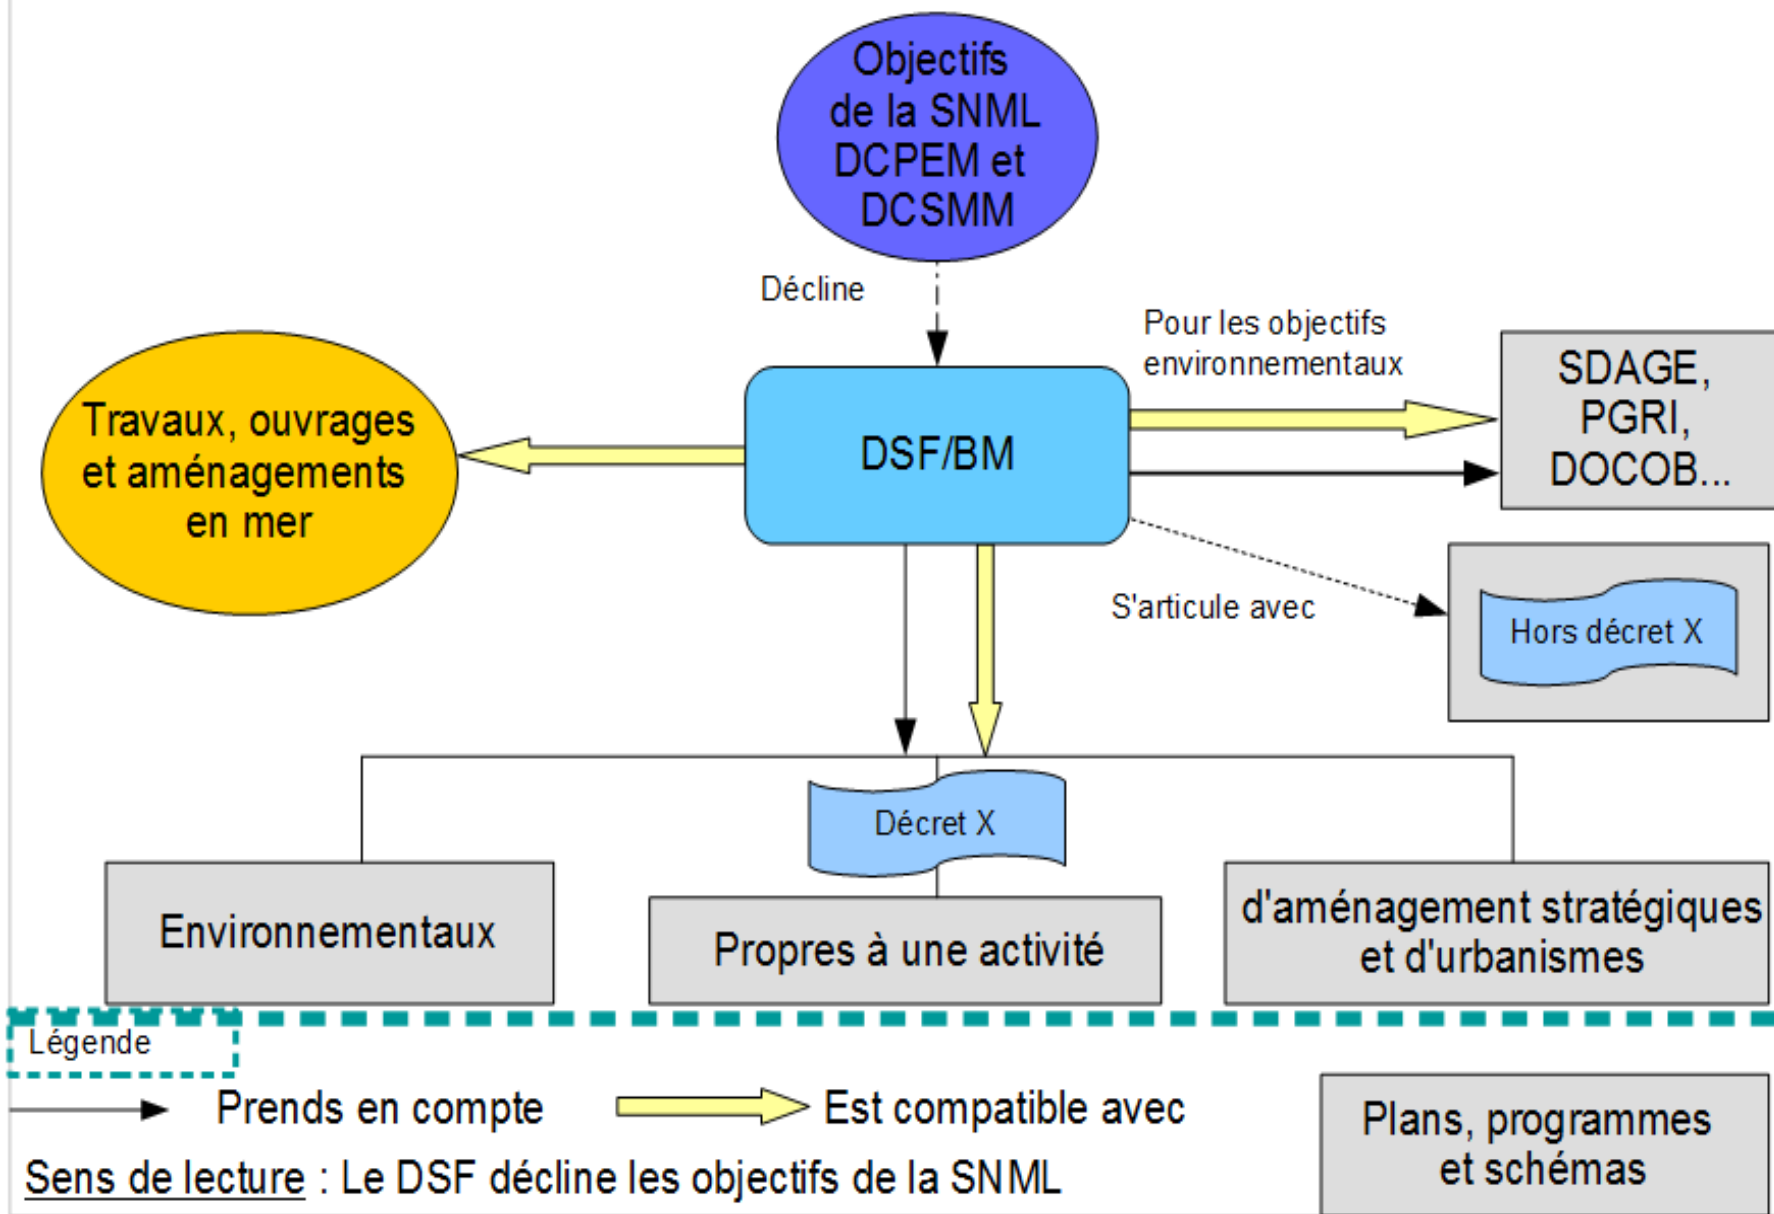 Objectifs
de la SNML
DCPEM et
DCSMM
Décline
Pour les objectifs
environnementaux
SDAGE,
PGRI,
DOCOB...
Travaux, ouvrages
et aménagements
en mer
DSF/BM
S'articule avec
Hors décret X
Décret X
Environnementaux
Propres à une activité
d'aménagement stratégiques
et d'urbanismes
Légende
Prends en compte
Est compatible avec
Plans, programmes
et schémas
Sens de lecture : Le DSF décline les objectifs de la SNML